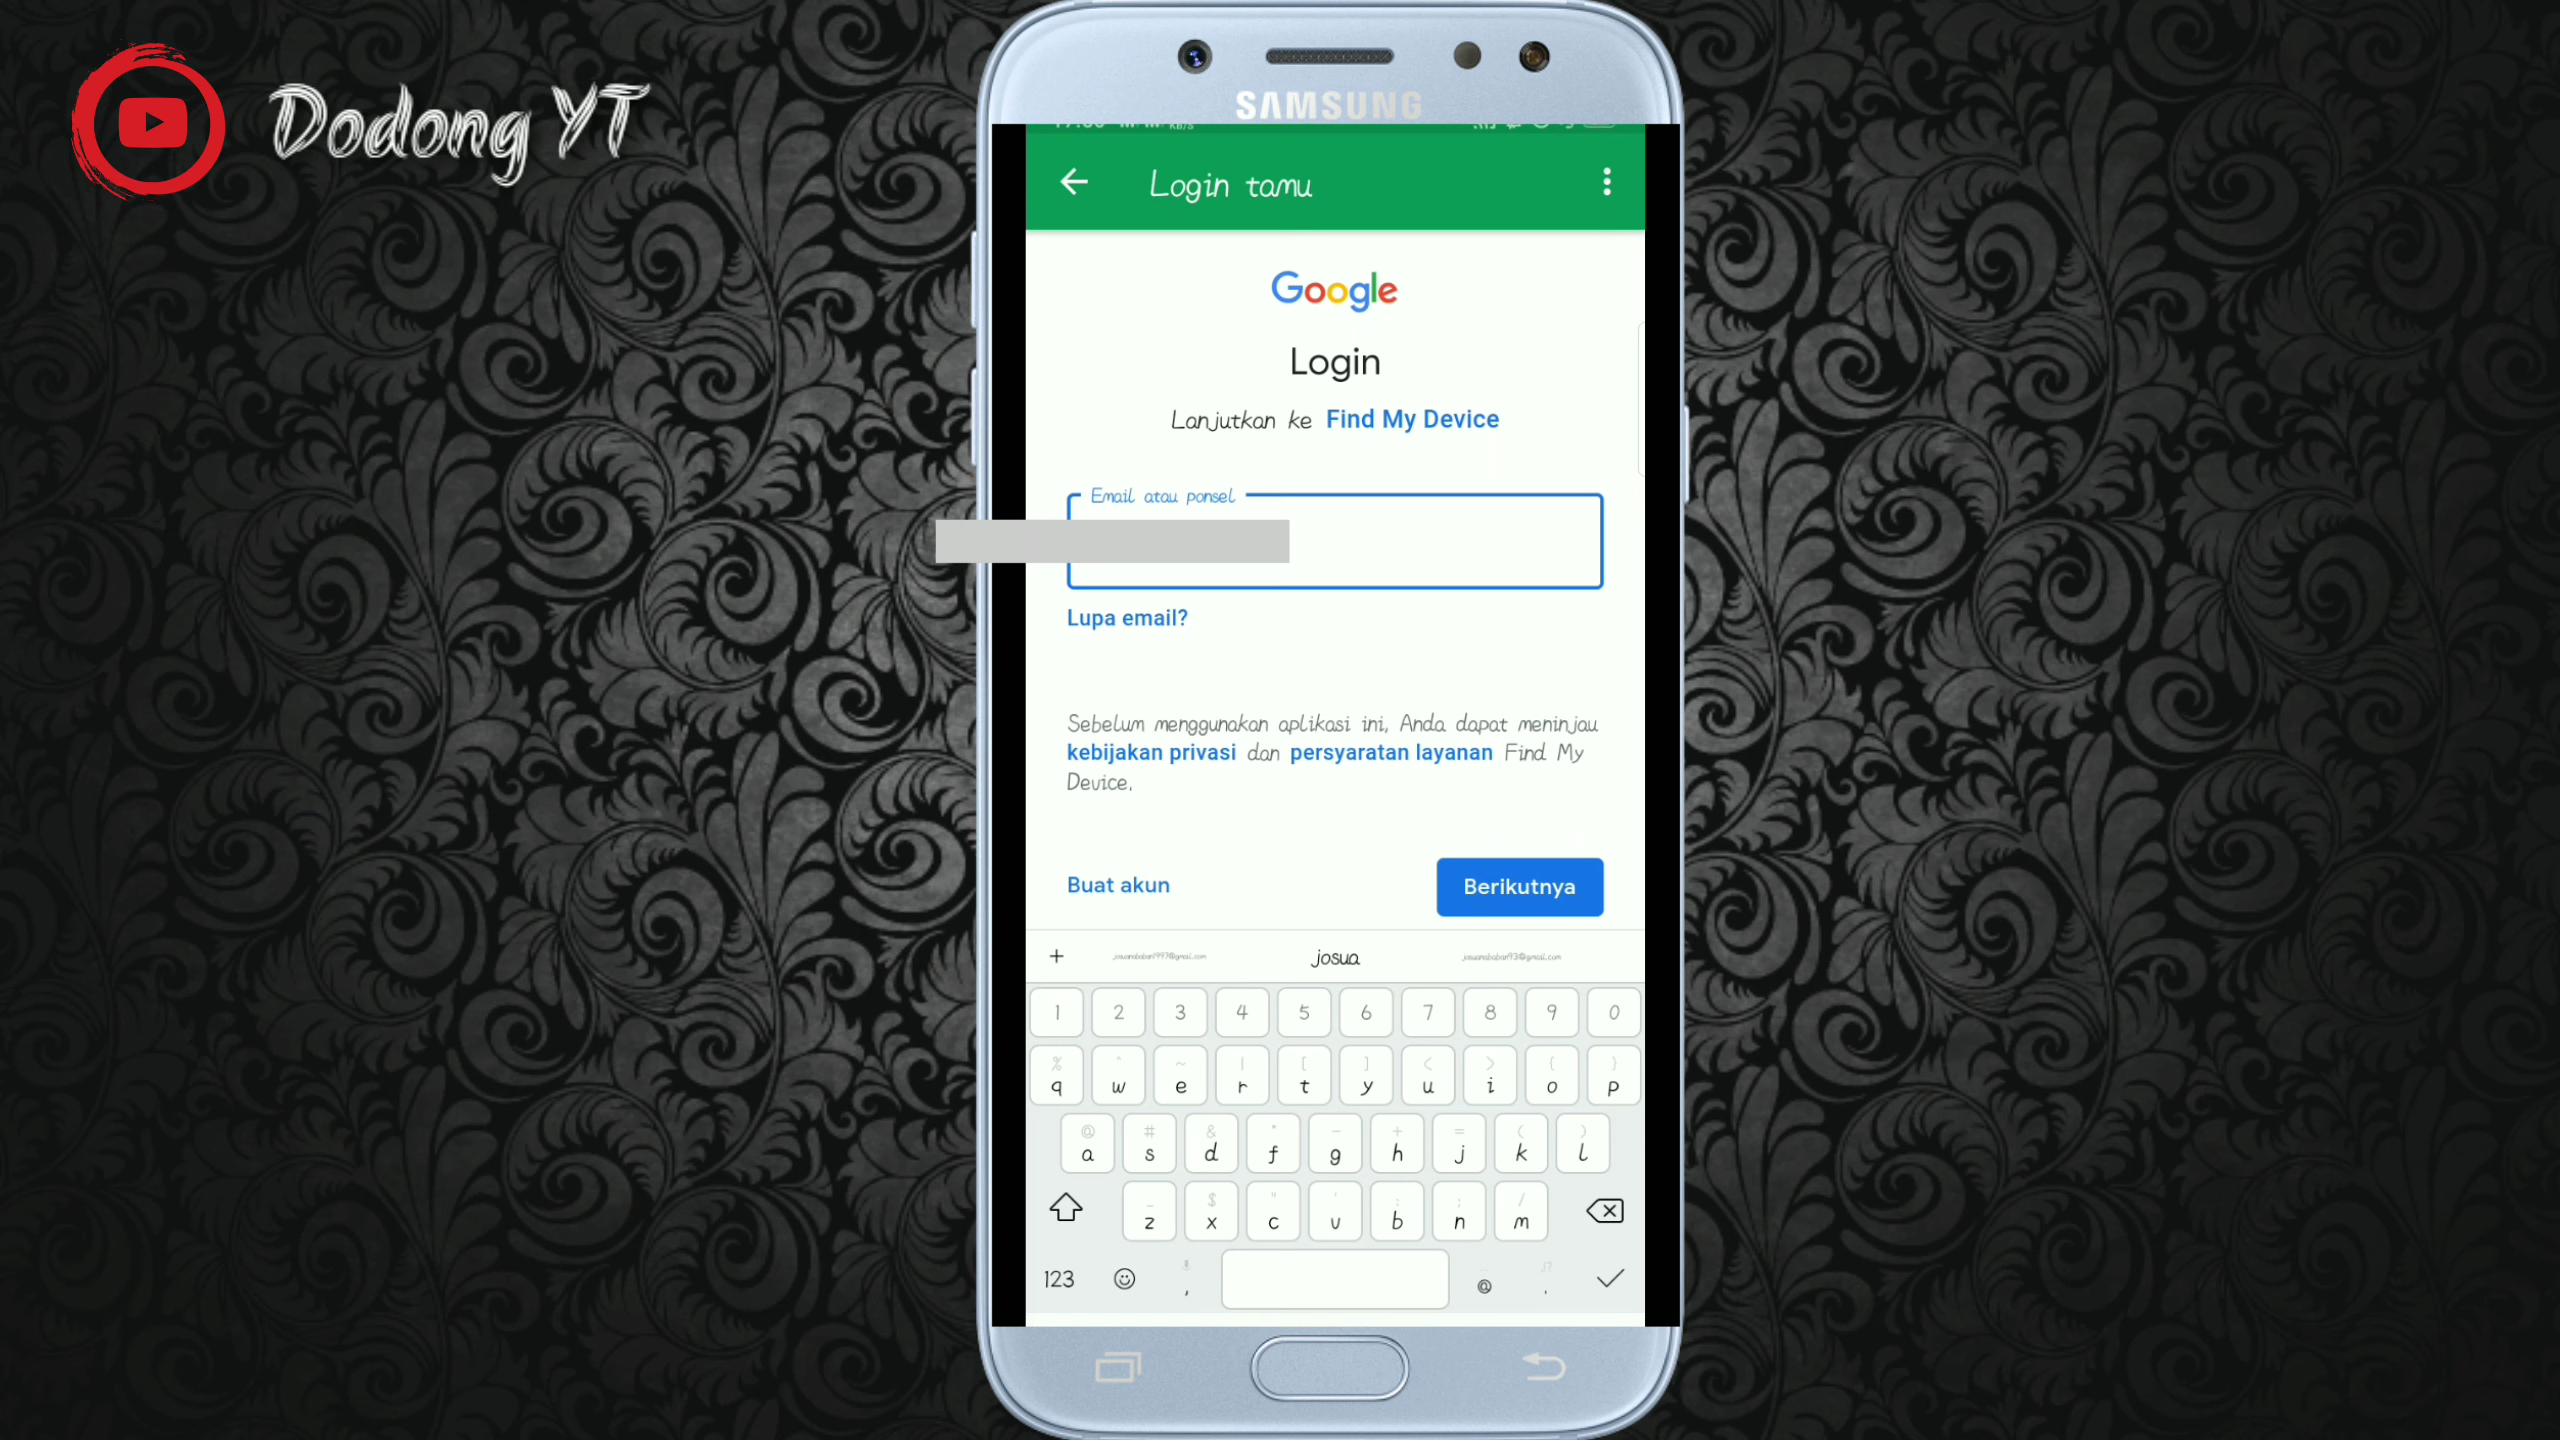 Dodong YT
SAMSUNG
Login tamu
Google
Login
Lanjutkan ke Find My Device
Email atau ponsel
Lupa email?
Sebelum menggunakan aplikasi ini, Anda dapat meninjau
kebijakan privasi dan persyaratan layanan Find My
Device.
Buat akun
Berikutnya
+ josua
1 2 3 4 5 6 7 8 9 0
q w e r t y u i o p
a s d f g h j k l
z x c v b n m
123 , @ .